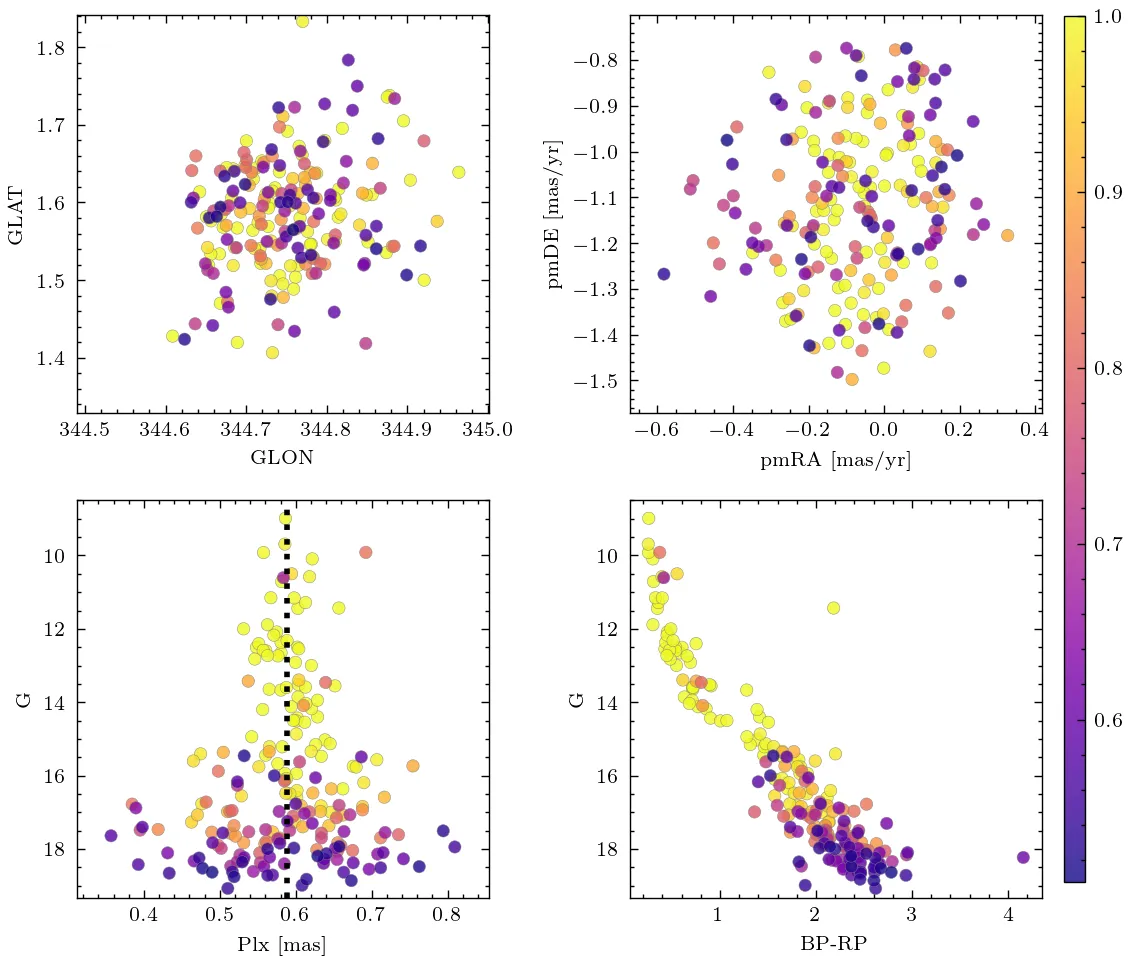 1.8
1.7
1.6
1.5
1.4
GLAT
344.5 344.6 344.7 344.8 344.9 345.0
GLON
−0.8
−0.9
−1.0
−1.1
−1.2
−1.3
−1.4
−1.5
pmDE [mas/yr]
−0.6 −0.4 −0.2 0.0 0.2 0.4
pmRA [mas/yr]
10
12
14
16
18
G
0.4 0.5 0.6 0.7 0.8
Plx [mas]
10
12
14
16
18
G
1 2 3 4
BP-RP
1.0
0.9
0.8
0.7
0.6